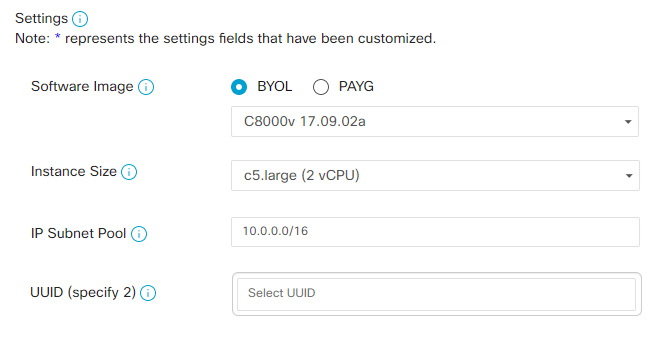 Settings
Note: * represents the settings fields that have been customized.
Software Image
BYOL PAYG
C8000v 17.09.02a
Instance Size
c5.large (2 vCPU)
IP Subnet Pool
10.0.0.0/16
UUID (specify 2)
Select UUID